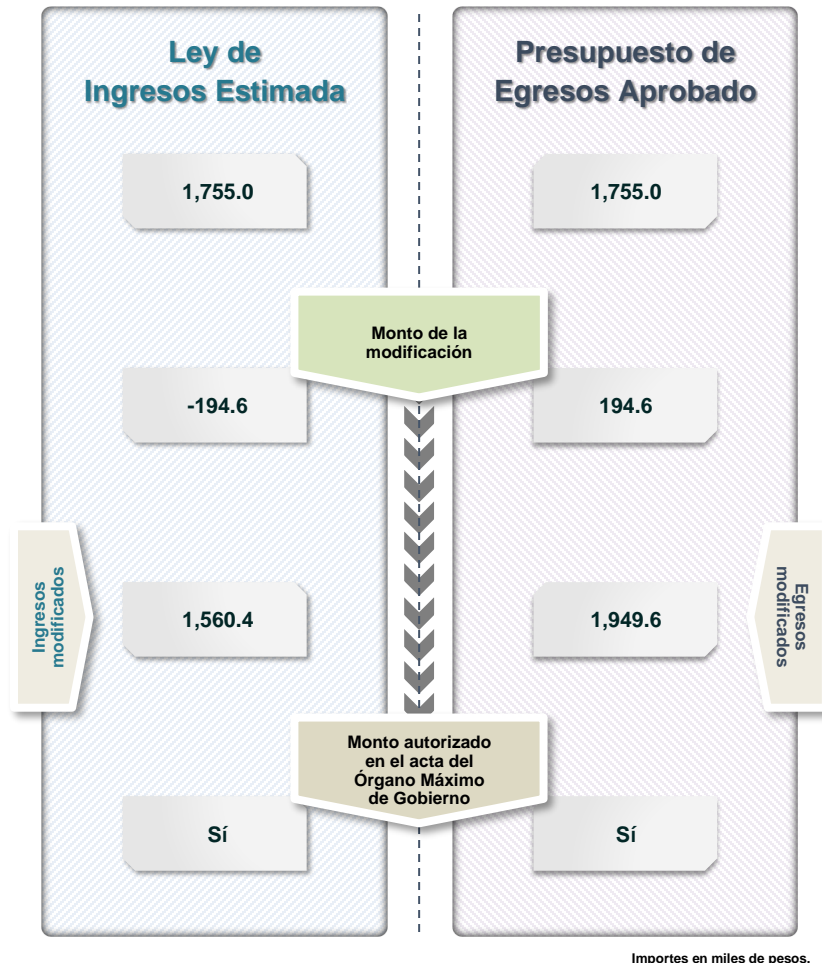 Ley de
Ingresos Estimada
Presupuesto de
Egresos Aprobado
1,755.0
1,755.0
Monto de la
modificación
-194.6
194.6
Ingresos
modificados
1,560.4
1,949.6
Egresos
modificados
Monto autorizado
en el acta del
Órgano Máximo
de Gobierno
Sí
Sí
Importes en miles de pesos.